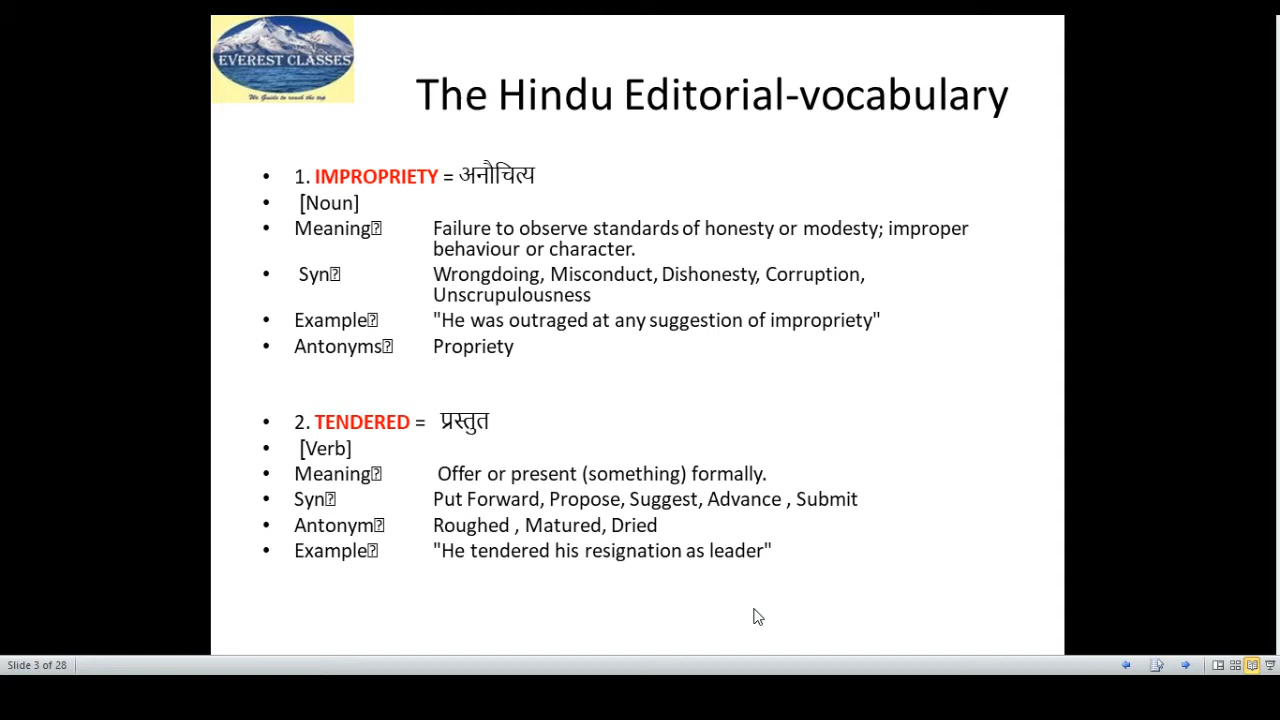 EVEREST CLASSES
We Guide to reach the top
The Hindu Editorial-vocabulary
• 1. IMPROPRIETY = अनौचित्य
• [Noun]
• Meaning Failure to observe standards of honesty or modesty; improper
behaviour or character.
• Syn Wrongdoing, Misconduct, Dishonesty, Corruption,
Unscrupulousness
• Example "He was outraged at any suggestion of impropriety"
• Antonyms Propriety
• 2. TENDERED = प्रस्तुत
• [Verb]
• Meaning Offer or present (something) formally.
• Syn Put Forward, Propose, Suggest, Advance , Submit
• Antonym Roughed , Matured, Dried
• Example "He tendered his resignation as leader"
Slide 3 of 28